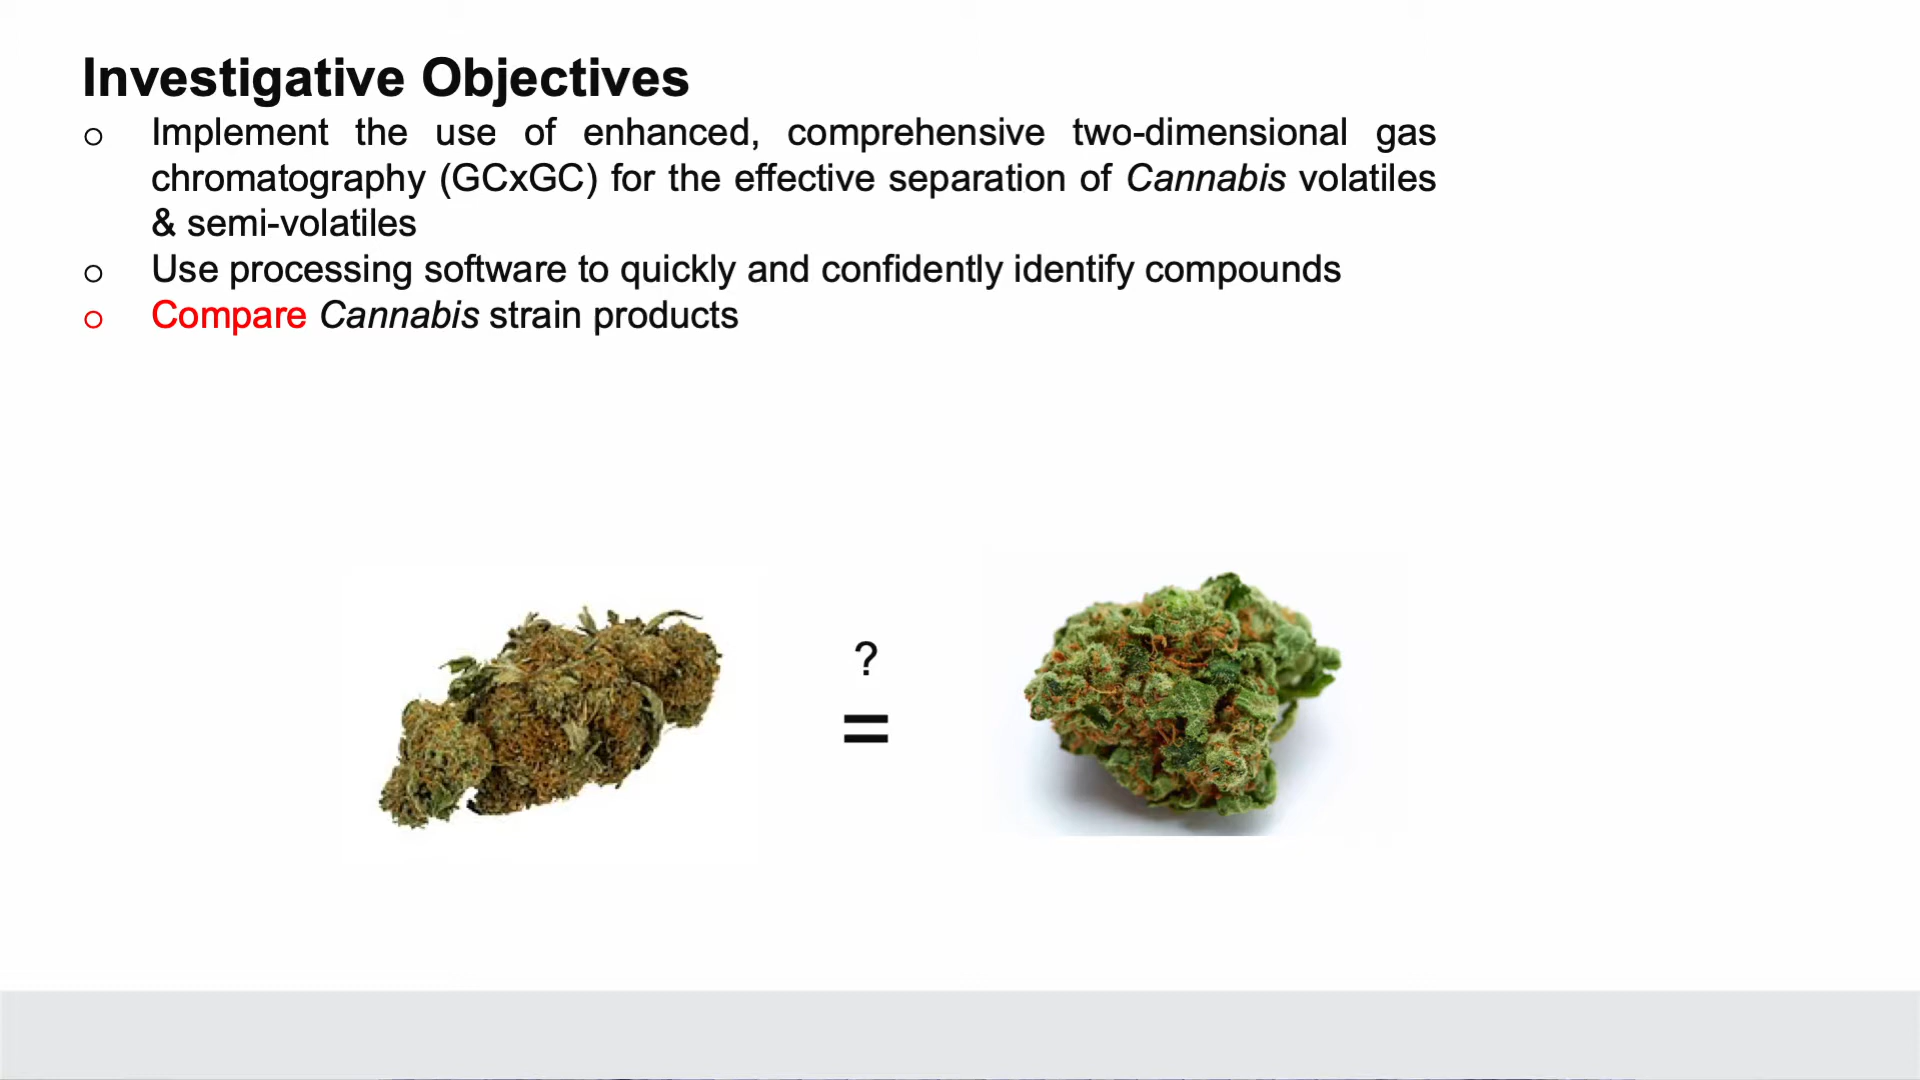 Investigative Objectives
o Implement the use of enhanced, comprehensive two-dimensional gas
chromatography (GCxGC) for the effective separation of Cannabis volatiles
& semi-volatiles
o Use processing software to quickly and confidently identify compounds
o Compare Cannabis strain products
?
=